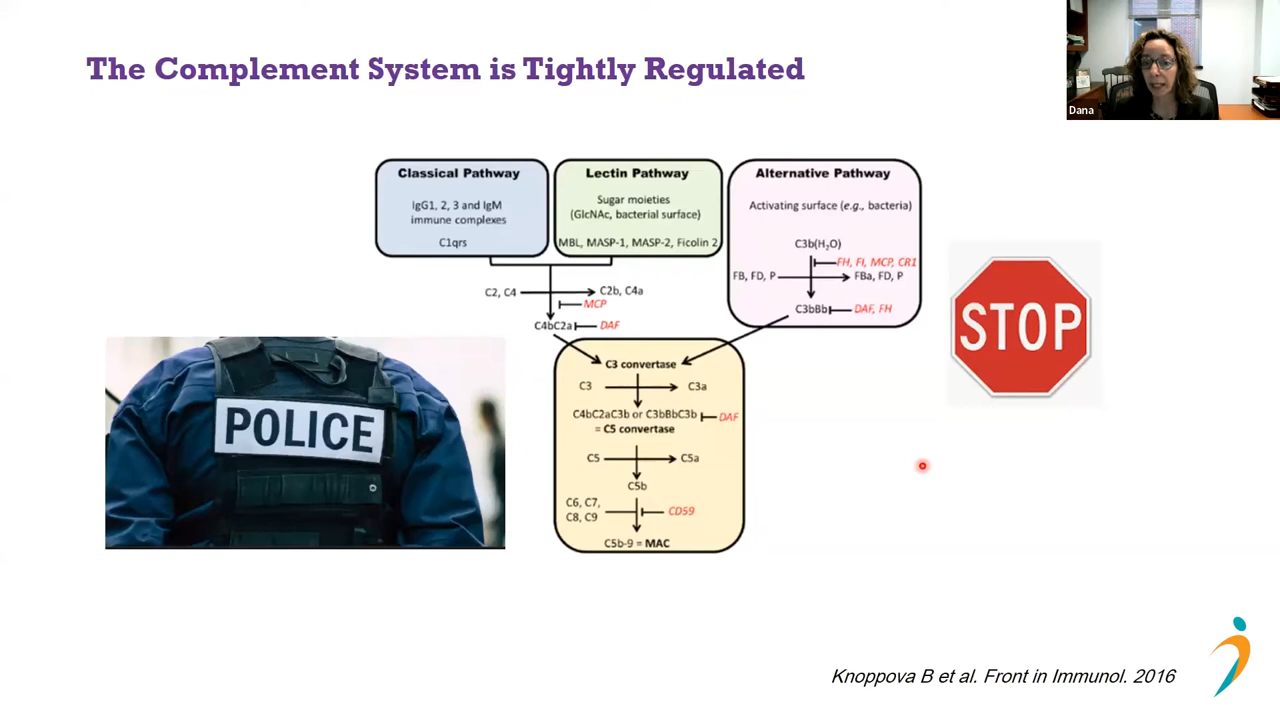 The Complement System is Tightly Regulated
Dana
Classical Pathway
IgG1, 2, 3 and IgM
immune complexes
C1qrs
Lectin Pathway
Sugar moieties
(GlcNAc, bacterial surface)
MBL, MASP-1, MASP-2, Ficolin 2
Alternative Pathway
Activating surface (e.g., bacteria)
C3b(H₂O)
FH, FI, MCP, CR1
FB, FD, P
FBa, FD, P
C3bBb
DAF, FH
C2, C4
C2b, C4a
MCP
C4bC2a
DAF
C3 convertase
C3
C3a
C4bC2aC3b or C3bBbC3b
DAF
= C5 convertase
C5
C5a
C5b
C6, C7,
C8, C9
CD59
C5b-9 = MAC
POLICE
STOP
Knoppova B et al. Front in Immunol. 2016